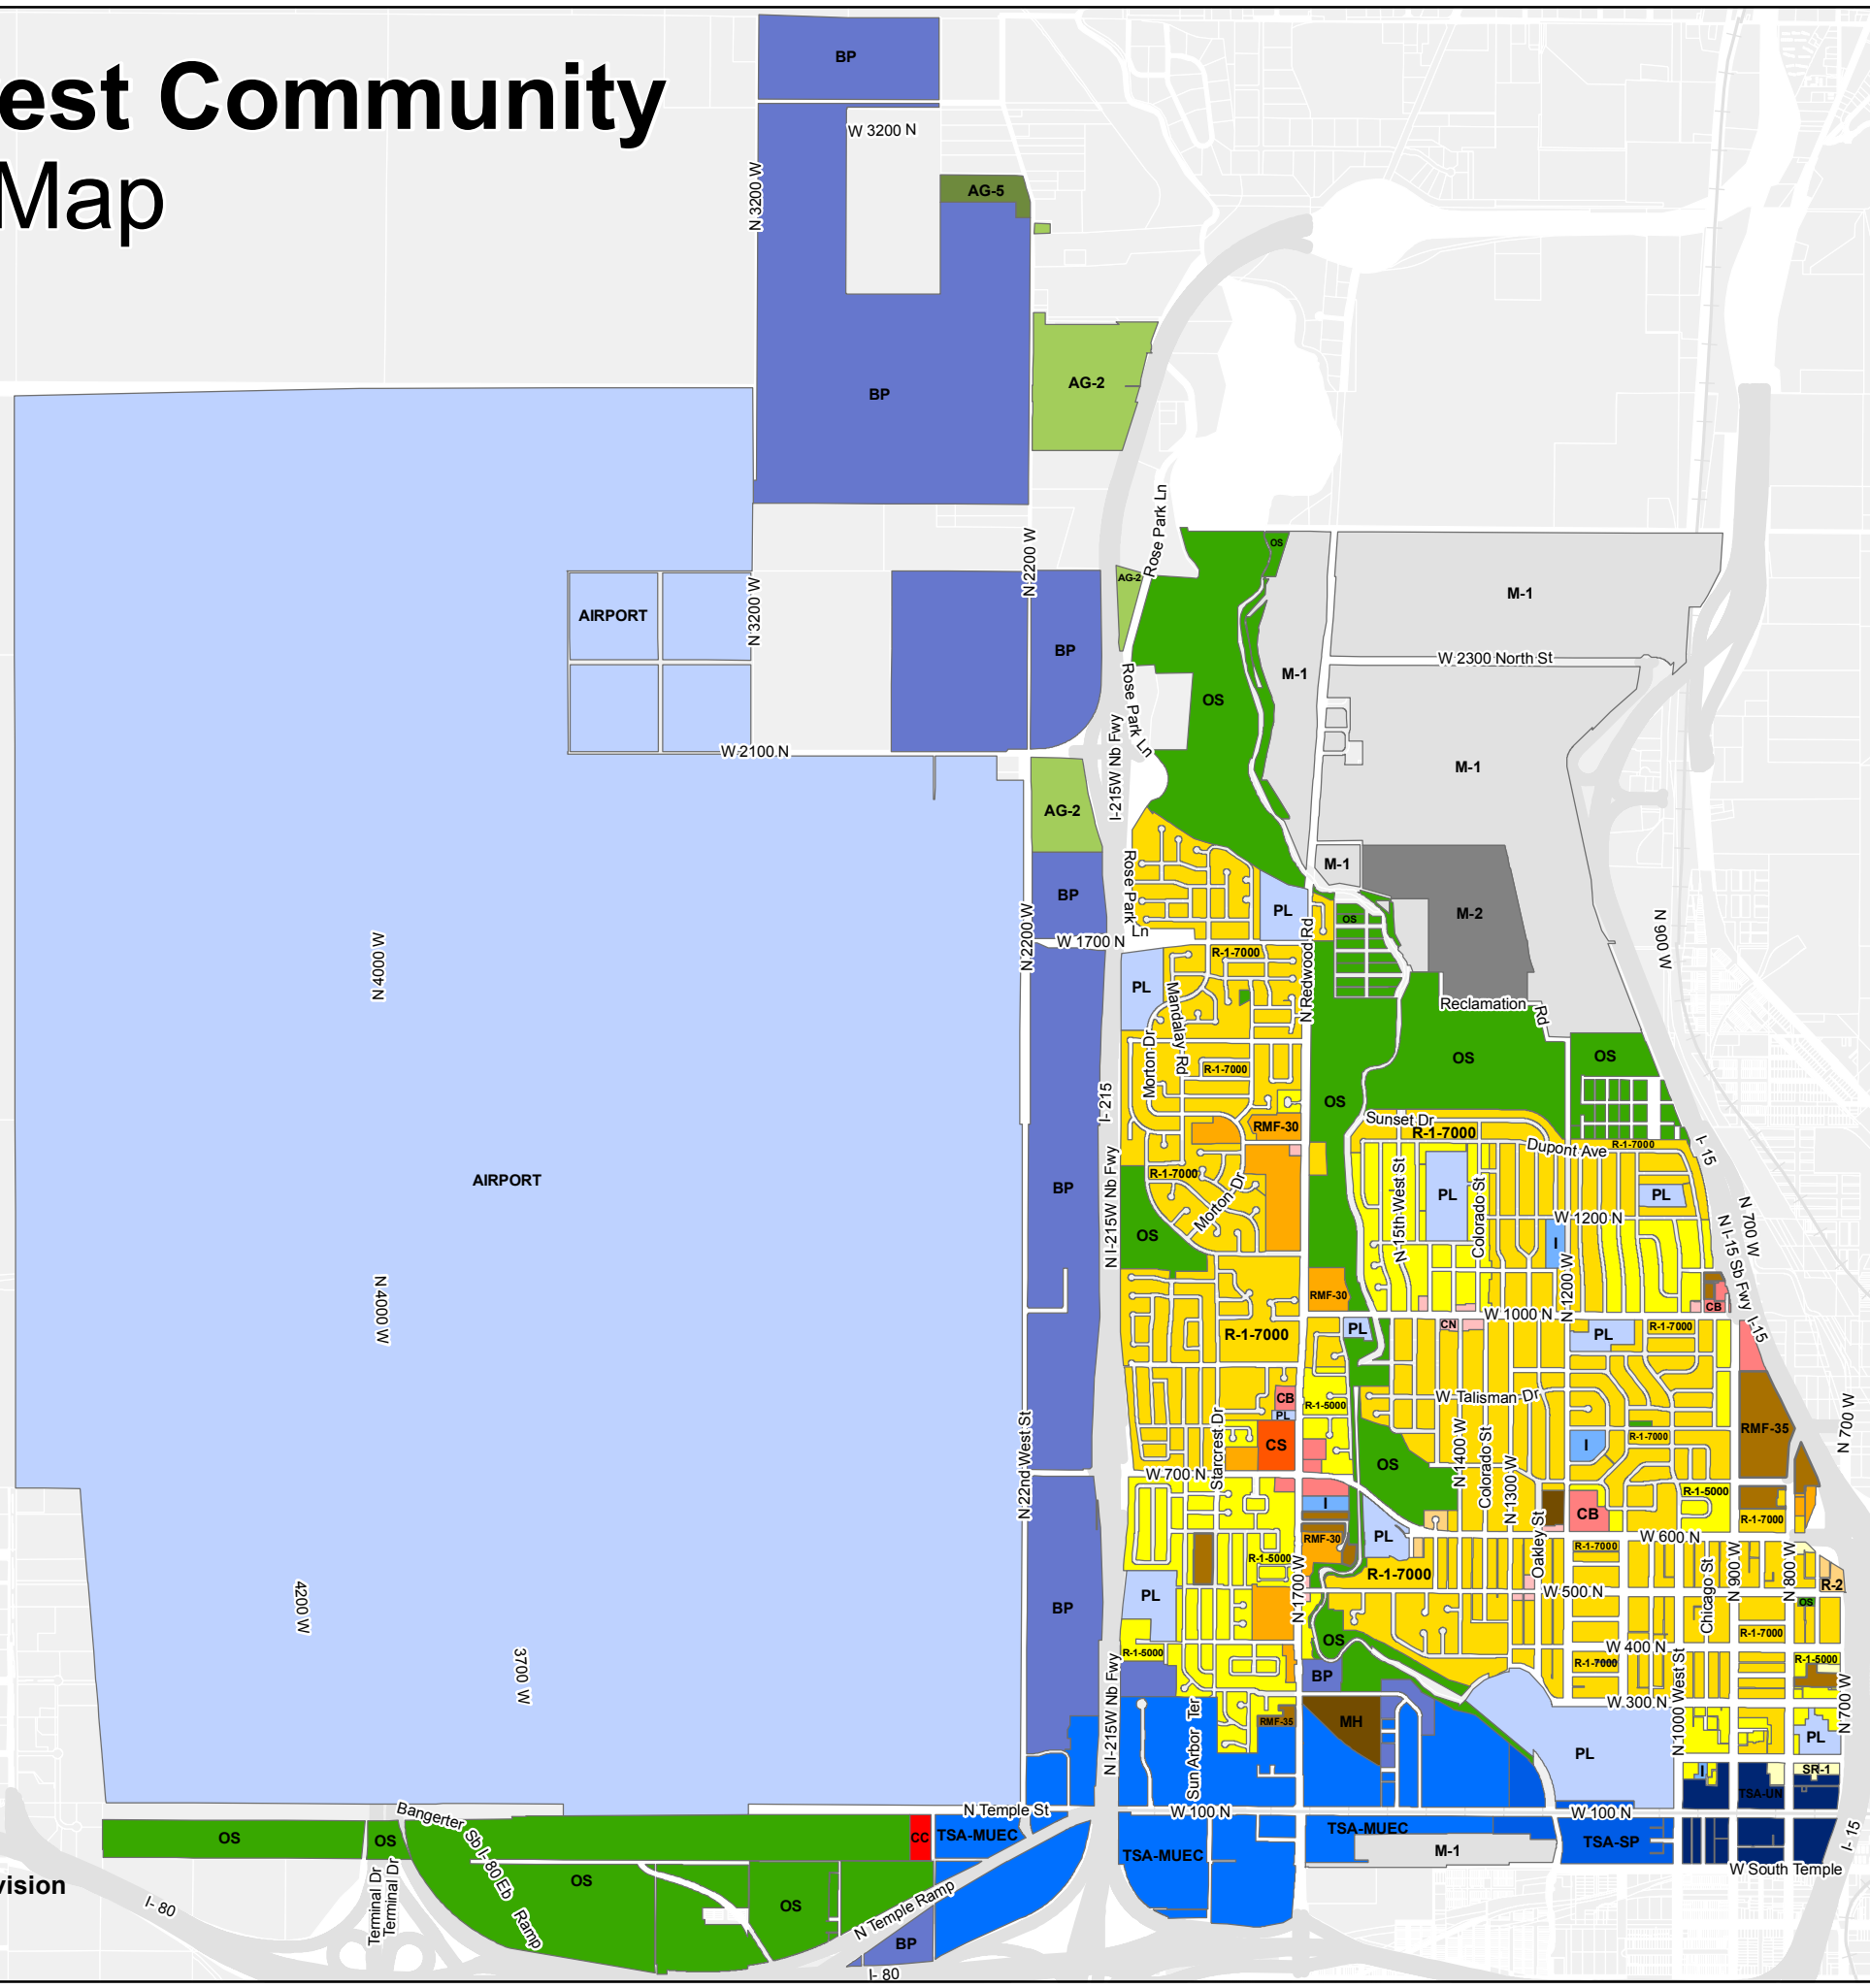 est Community
Map
BP
W 3200 N
N 3200 W
AG-5
BP
AG-2
Rose Park Ln
N 2200 W
OS
AG-2
M-1
AIRPORT
N 3200 W
BP
W 2300 North St
M-1
OS
Rose Park Ln
I-215W Nb Fwy
W 2100 N
M-1
AG-2
Rose Park Ln
M-1
BP
PL
M-2
OS
N 900 W
N 2200 W
W 1700 N
N Redwood Rd
R-1-7000
N 4000 W
PL
Mandalay Rd
Reclamation Rd
Morton Dr
OS
OS
R-1-7000
I- 215
OS
Sunset Dr
RMF-30
R-1-7000
R-1-7000
Dupont Ave
I- 15
AIRPORT
BP
R-1-7000
Morton Dr
N 15th West St
PL
Colorado St
PL
N I-215W Nb Fwy
W 1200 N
N 700 W
OS
I
N I-15 Sb Fwy
N 4000 W
RMF-30
N 1200 W
CB
W 1000 N
I-15
R-1-7000
PL
CN
PL
R-1-7000
CB
R-1-5000
W Talisman Dr
PL
Starcrest Dr
CS
N 1400 W
Colorado St
R-1-7000
RMF-35
N 700 W
I
OS
W 700 N
N 1300 W
N 22nd West St
R-1-5000
I
CB
R-1-7000
RMF-30
PL
Oakley St
W 600 N
R-1-7000
R-1-5000
R-1-7000
Chicago St
N 900 W
N 800 W
R-2
4200 W
BP
PL
N 1700 W
W 500 N
OS
R-1-7000
OS
W 400 N
3700 W
R-1-5000
R-1-7000
R-1-5000
BP
N I-215W Nb Fwy
Sun Arbor Ter
W 300 N
N 1000 West St
N 700 W
RMF-35
MH
PL
PL
I
SR-1
TSA-UN
Bangerter
N Temple St
W 100 N
W 100 N
OS
OS
CC
TSA-MUEC
TSA-MUEC
TSA-SP
I- 15
Sb I-80 Eb Ramp
TSA-MUEC
M-1
W South Temple
vision
OS
Terminal Dr
Terminal Dr
OS
I- 80
N Temple Ramp
BP
I- 80